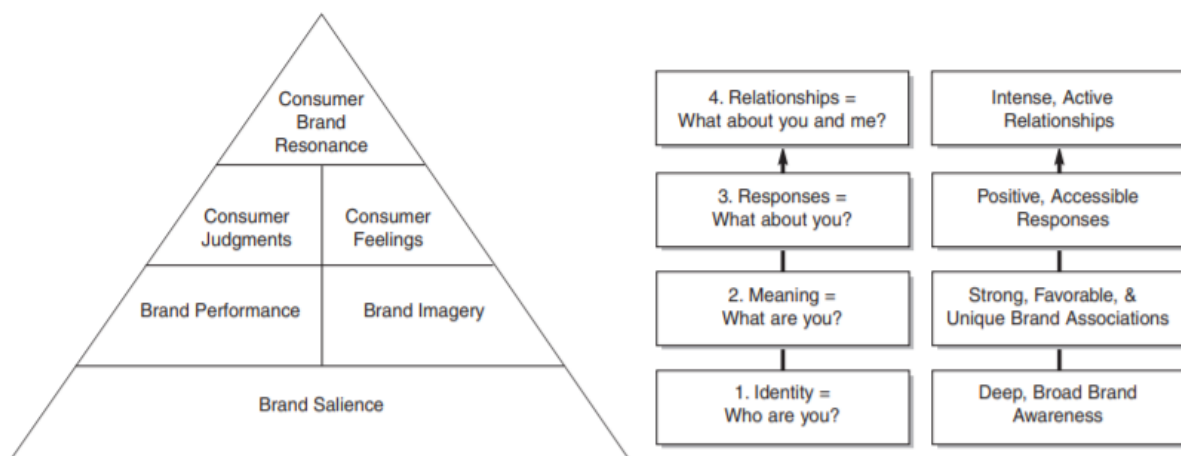 Consumer
Brand
Resonance
Consumer
Judgments
Consumer
Feelings
Brand Performance
Brand Imagery
Brand Salience
4. Relationships =
What about you and me?
3. Responses =
What about you?
2. Meaning =
What are you?
1. Identity =
Who are you?
Intense, Active
Relationships
Positive, Accessible
Responses
Strong, Favorable, &
Unique Brand Associations
Deep, Broad Brand
Awareness